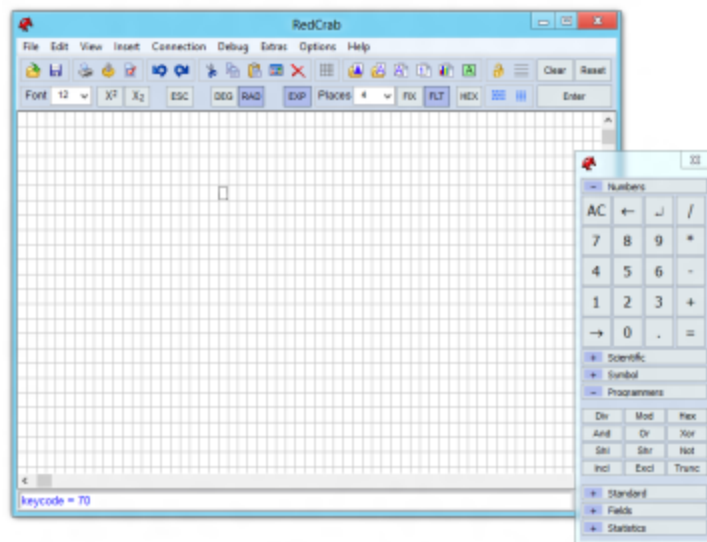 RedCrab
File Edit View Insert Connection Debug Extras Options Help
Clear Reset
Font 12 X² X₂ ESC DEG RAD EXP Places 4 FIX FLT HEX Enter
Numbers
AC ← ↵ /
7 8 9 *
4 5 6 -
1 2 3 +
→ 0 . =
+ Scientific
+ Symbol
- Programmers
Div Mod Hex
And Or Xor
Shl Shr Not
Incl Excl Trunc
+ Standard
+ Fields
+ Statistics
keycode = 70